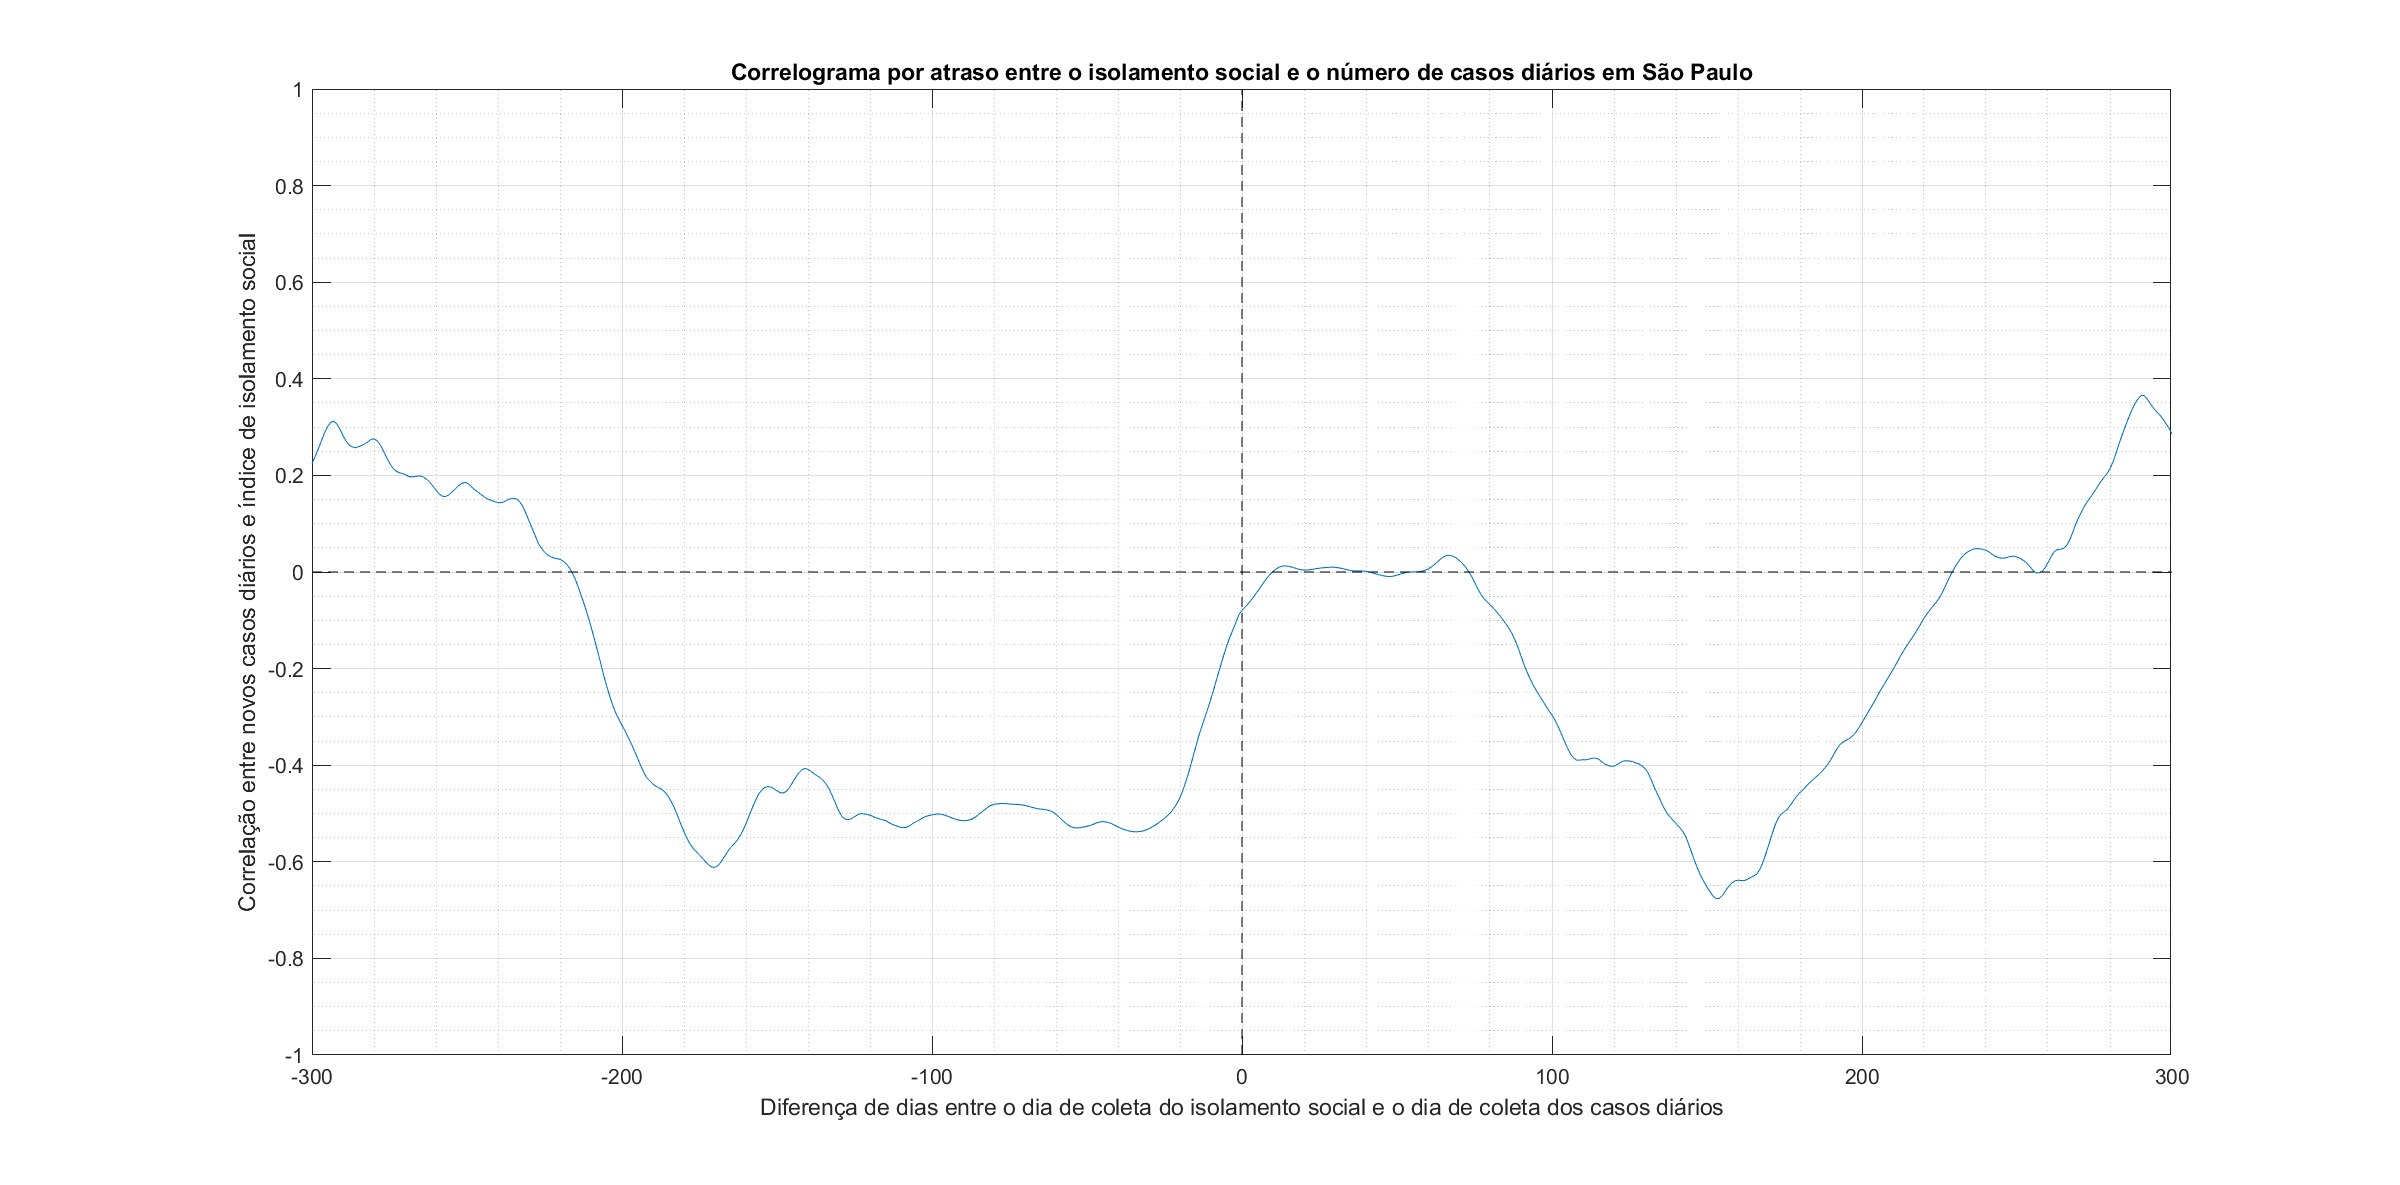 Correlograma por atraso entre o isolamento social e o número de casos diários em São Paulo
Correlação entre novos casos diários e índice de isolamento social
1
0.8
0.6
0.4
0.2
0
-0.2
-0.4
-0.6
-0.8
-1
-300 -200 -100 0 100 200 300
Diferença de dias entre o dia de coleta do isolamento social e o dia de coleta dos casos diários